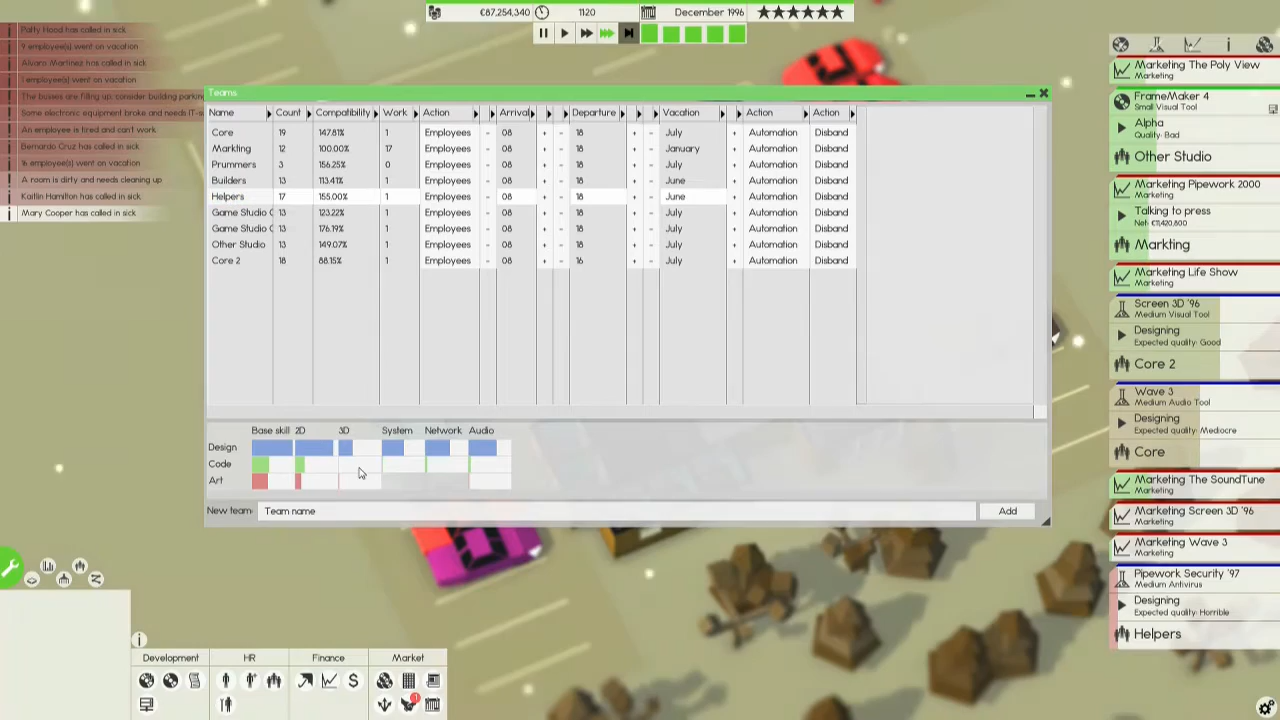 €87,254,340
1120
December 1996
Patty Hood has called in sick
9 employee(s) went on vacation
Alvaro Martinez has called in sick
1 employee(s) went on vacation
The buses are filling up, consider building parking
Some electronic equipment broke and needs IT-s
An employee is tired and can't work
Bernardo Cruz has called in sick
16 employee(s) went on vacation
A room is dirty and needs cleaning up
Kaitlin Hamilton has called in sick
Mary Cooper has called in sick
Teams
Name Count Compatibility Work Action Arrival Departure Vacation Action Action
Core 19 147.81% 1 Employees - 08 + - 18 + - July + Automation Disband
Markting 12 100.00% 17 Employees - 08 + - 18 + - January + Automation Disband
Prummers 3 156.25% 0 Employees - 08 + - 18 + - July + Automation Disband
Builders 13 113.41% 1 Employees - 08 + - 18 + - June + Automation Disband
Helpers 17 155.00% 1 Employees - 08 + - 18 + - June + Automation Disband
Game Studio 13 123.22% 1 Employees - 08 + - 18 + - July + Automation Disband
Game Studio 13 176.19% 1 Employees - 08 + - 18 + - July + Automation Disband
Other Studio 13 149.07% 1 Employees - 08 + - 18 + - July + Automation Disband
Core 2 18 88.15% 1 Employees - 08 + - 16 + - July + Automation Disband
Base skill 2D 3D System Network Audio
Design
Code
Art
New team: Team name Add
Marketing The Poly View
Marketing
FrameMaker 4
Small Visual Tool
Alpha
Quality: Bad
Other Studio
Marketing Pipework 2000
Talking to press
Net: €11,420,800
Markting
Marketing Life Show
Marketing
Screen 3D '96
Medium Visual Tool
Designing
Expected quality: Good
Core 2
Wave 3
Medium Audio Tool
Designing
Expected quality: Mediocre
Core
Marketing The SoundTune
Marketing
Marketing Screen 3D '96
Marketing
Marketing Wave 3
Marketing
Pipework Security '97
Medium Antivirus
Designing
Expected quality: Horrible
Helpers
Development HR Finance Market
1